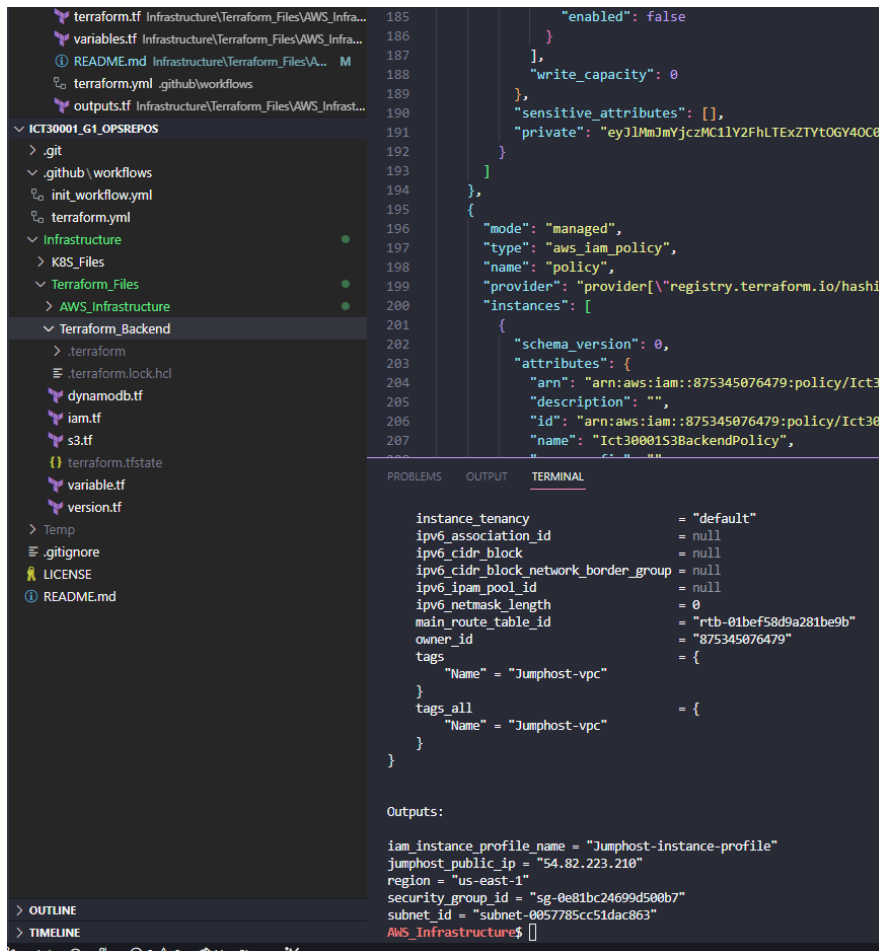 terraform.tf Infrastructure\Terraform_Files\AWS_Infra...
variables.tf Infrastructure\Terraform_Files\AWS_Infra...
README.md Infrastructure\Terraform_Files\A... M
terraform.yml .github\workflows
outputs.tf Infrastructure\Terraform_Files\AWS_Infrast...
ICT30001_G1_OPSREPOS
.git
.github\workflows
init_workflow.yml
terraform.yml
Infrastructure
K8S_Files
Terraform_Files
AWS_Infrastructure
Terraform_Backend
.terraform
.terraform.lock.hcl
dynamodb.tf
iam.tf
s3.tf
{} terraform.tfstate
variable.tf
version.tf
Temp
.gitignore
LICENSE
README.md
OUTLINE
TIMELINE
185 "enabled": false
186 }
187 ],
188 "write_capacity": 0
189 },
190 "sensitive_attributes": [],
191 "private":
192 }
193 ]
194 },
195 {
196 "mode": "managed",
197 "type": "aws_iam_policy",
198 "name": "policy",
199 "provider": "provider[\"registry.terraform.io/hashi
200 "instances": [
201 {
202 "schema_version": 0,
203 "attributes": {
204 "arn": "arn:aws:iam::875345076479:policy/Ict3
205 "description": "",
206 "id": "arn:aws:iam::875345076479:policy/Ict30
207 "name": "Ict30001S3BackendPolicy",
PROBLEMS OUTPUT TERMINAL
instance_tenancy = "default"
ipv6_association_id = null
ipv6_cidr_block = null
ipv6_cidr_block_network_border_group = null
ipv6_ipam_pool_id = null
ipv6_netmask_length = 0
main_route_table_id = "rtb-01bef58d9a281be9b"
owner_id = "875345076479"
tags = {
"Name" = "Jumphost-vpc"
}
tags_all = {
"Name" = "Jumphost-vpc"
}
}
Outputs:
iam_instance_profile_name = "Jumphost-instance-profile"
jumphost_public_ip = "54.82.223.210"
region = "us-east-1"
security_group_id = "sg-0e81bc24699d500b7"
subnet_id = "subnet-0057785cc51dac863"
AWS_Infrastructure$